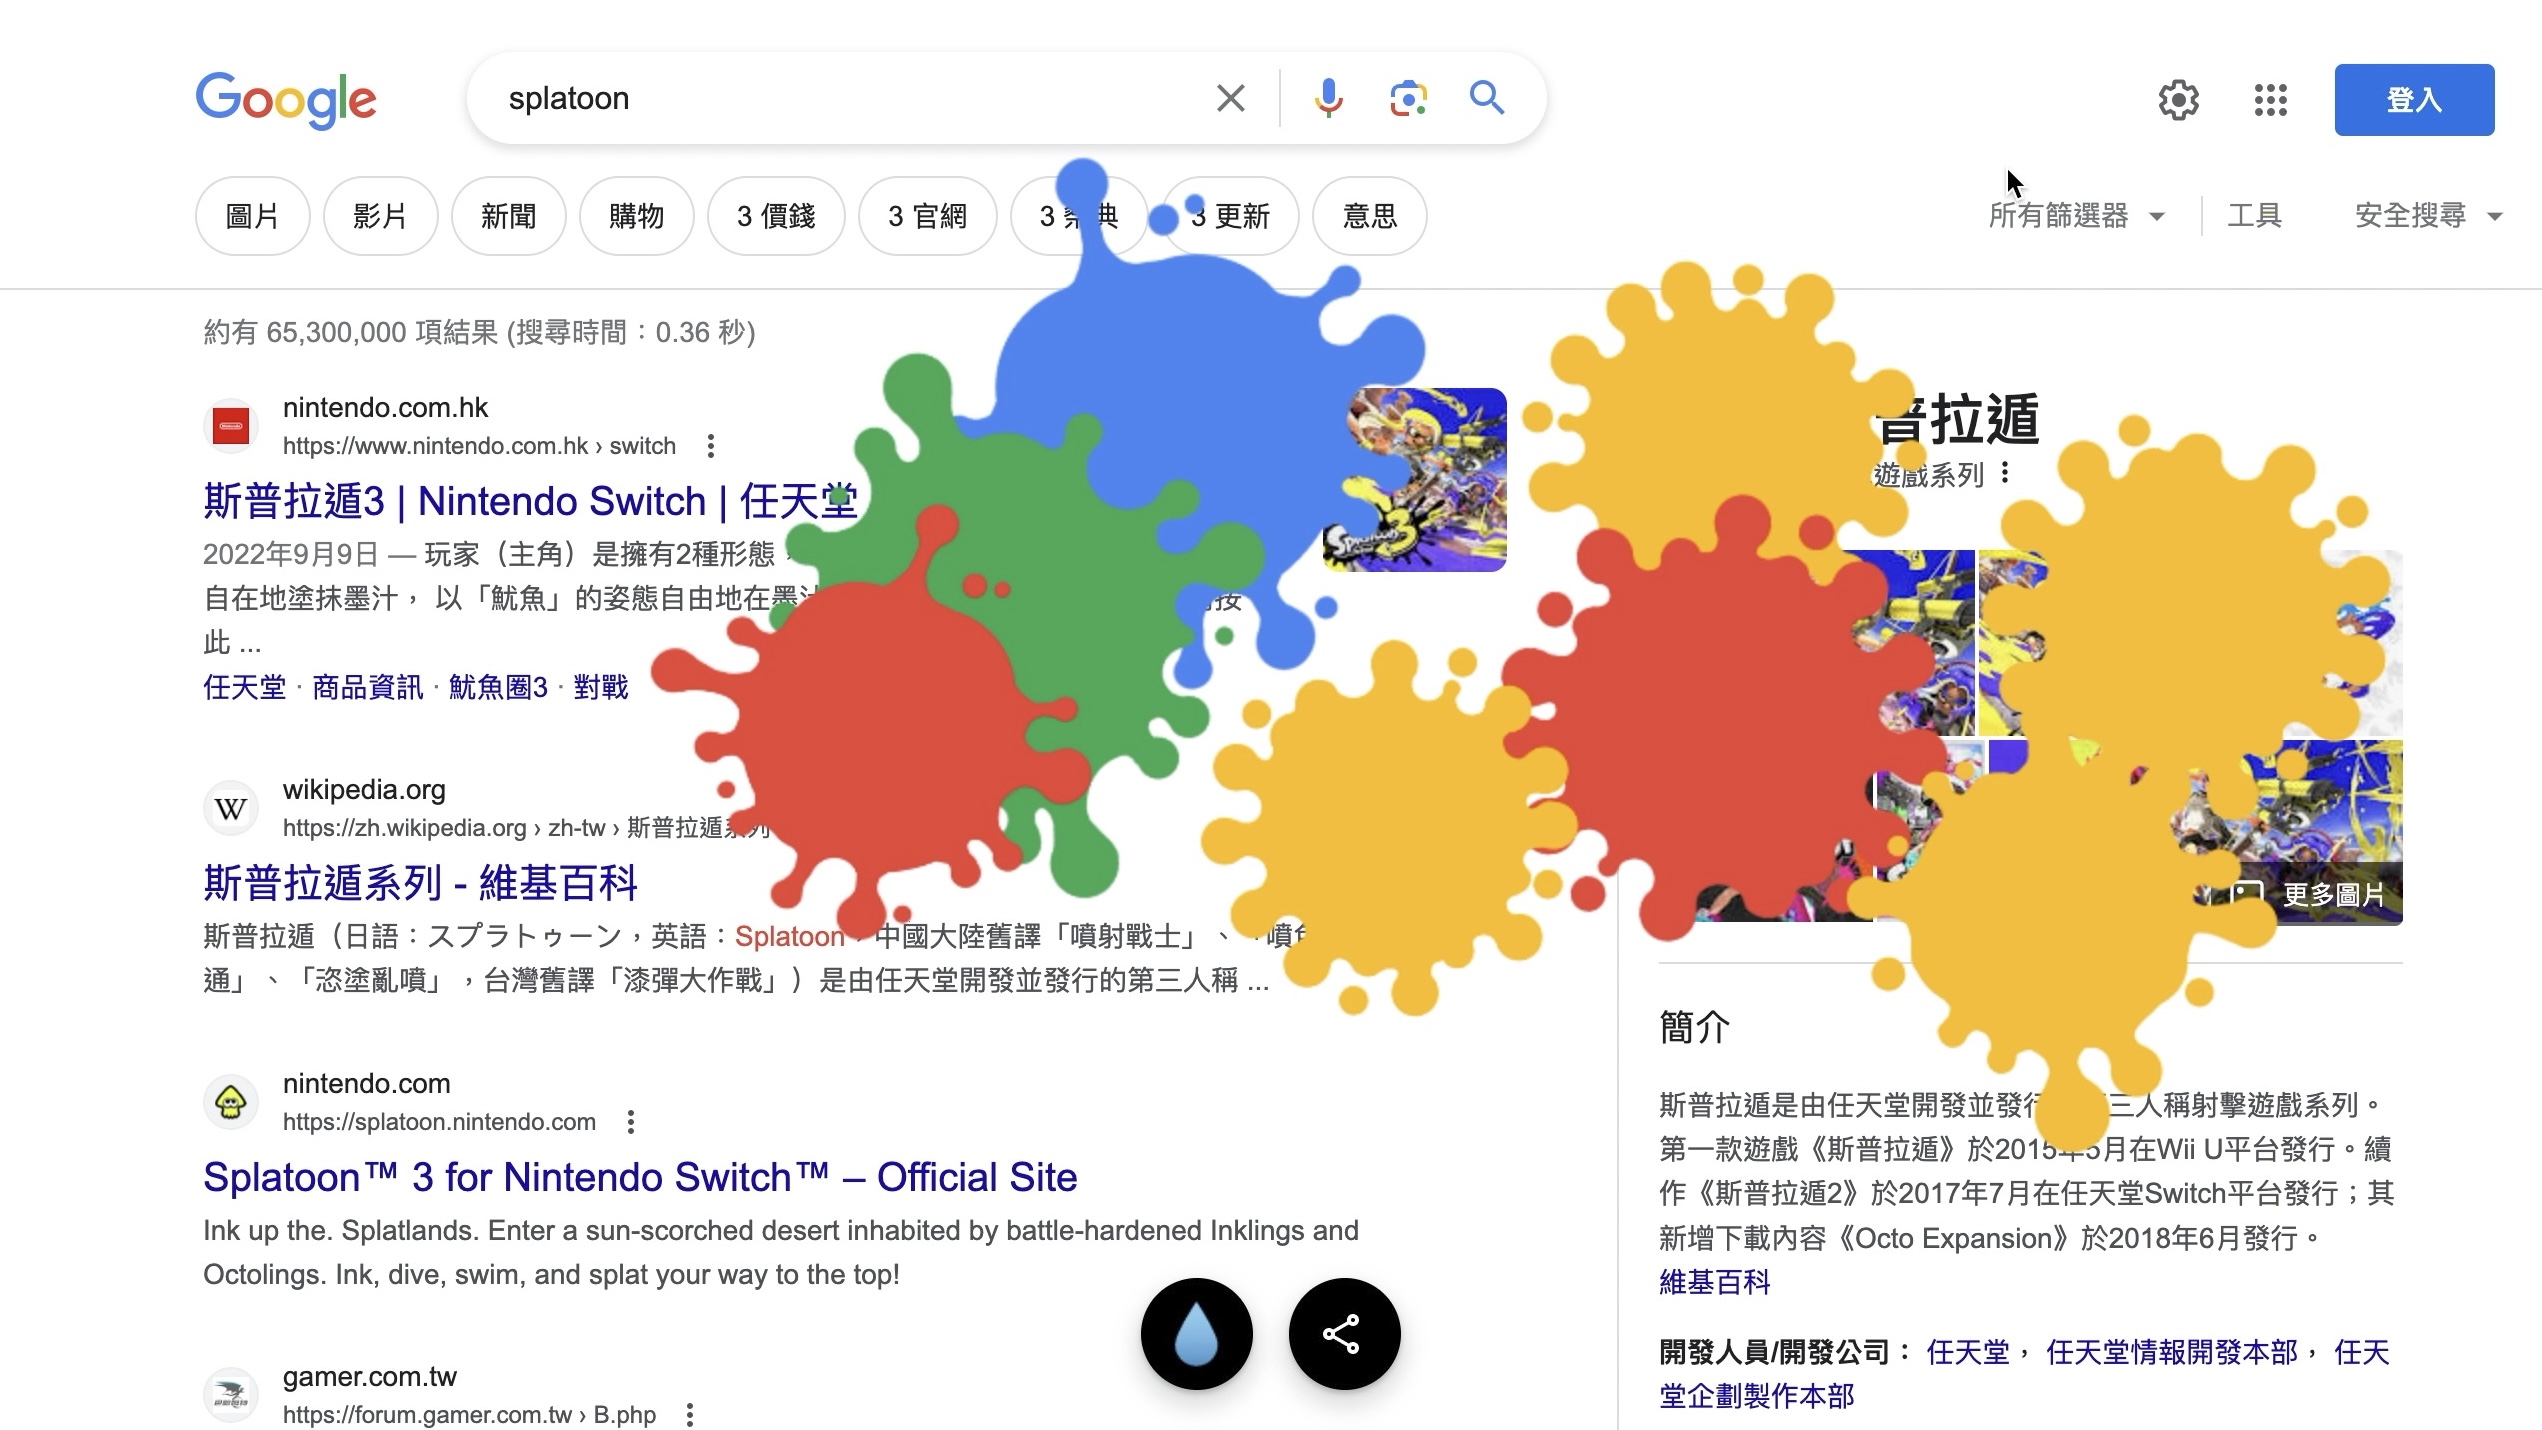 Google
splatoon
登入
圖片
影片
新聞
購物
3 價錢
3 官網
3 典
3 更新
意思
所有篩選器
工具
安全搜尋
約有 65,300,000 項結果 (搜尋時間：0.36 秒)
nintendo.com.hk
https://www.nintendo.com.hk › switch
斯普拉遁3 | Nintendo Switch | 任天堂
2022年9月9日 — 玩家（主角）是擁有2種形態，
自在地塗抹墨汁， 以「魷魚」的姿態自由地在墨
此 ...
任天堂 · 商品資訊 · 魷魚圈3 · 對戰
Splatoon 3
wikipedia.org
https://zh.wikipedia.org › zh-tw › 斯普拉遁系列
斯普拉遁系列 - 維基百科
斯普拉遁（日語：スプラトゥーン，英語：Splatoon，中國大陸舊譯「噴射戰士」、「噴
通」、「恣塗亂噴」，台灣舊譯「漆彈大作戰」）是由任天堂開發並發行的第三人稱 ...
nintendo.com
https://splatoon.nintendo.com
Splatoon™ 3 for Nintendo Switch™ – Official Site
Ink up the. Splatlands. Enter a sun-scorched desert inhabited by battle-hardened Inklings and
Octolings. Ink, dive, swim, and splat your way to the top!
gamer.com.tw
https://forum.gamer.com.tw › B.php
普拉遁
遊戲系列
更多圖片
簡介
斯普拉遁是由任天堂開發並發行 三人稱射擊遊戲系列。
第一款遊戲《斯普拉遁》於2015年5月在Wii U平台發行。續
作《斯普拉遁2》於2017年7月在任天堂Switch平台發行；其
新增下載內容《Octo Expansion》於2018年6月發行。
維基百科
開發人員/開發公司： 任天堂， 任天堂情報開發本部， 任天
堂企劃製作本部